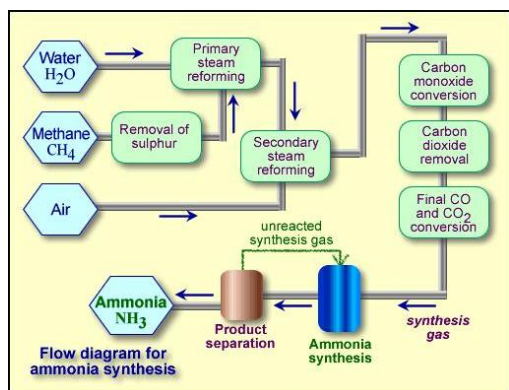 Water
H₂O
Primary
steam
reforming
Carbon
monoxide
conversion
Methane
CH₄
Removal of
sulphur
Secondary
steam
reforming
Carbon
dioxide
removal
Air
Final CO
and CO₂
conversion
unreacted
synthesis gas
Ammonia
NH₃
Product
separation
Ammonia
synthesis
synthesis
gas
Flow diagram for
ammonia synthesis